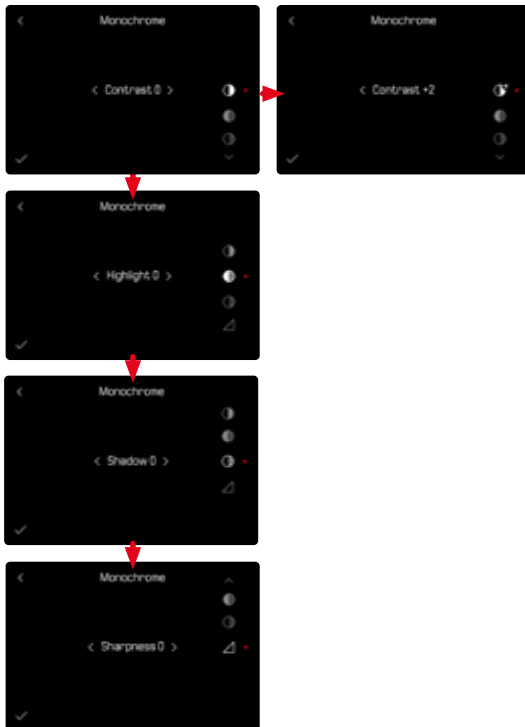 Monochrome
Contrast 0
Monochrome
Contrast +2
Monochrome
Highlight 0
Monochrome
Shadow 0
Monochrome
Sharpness 0